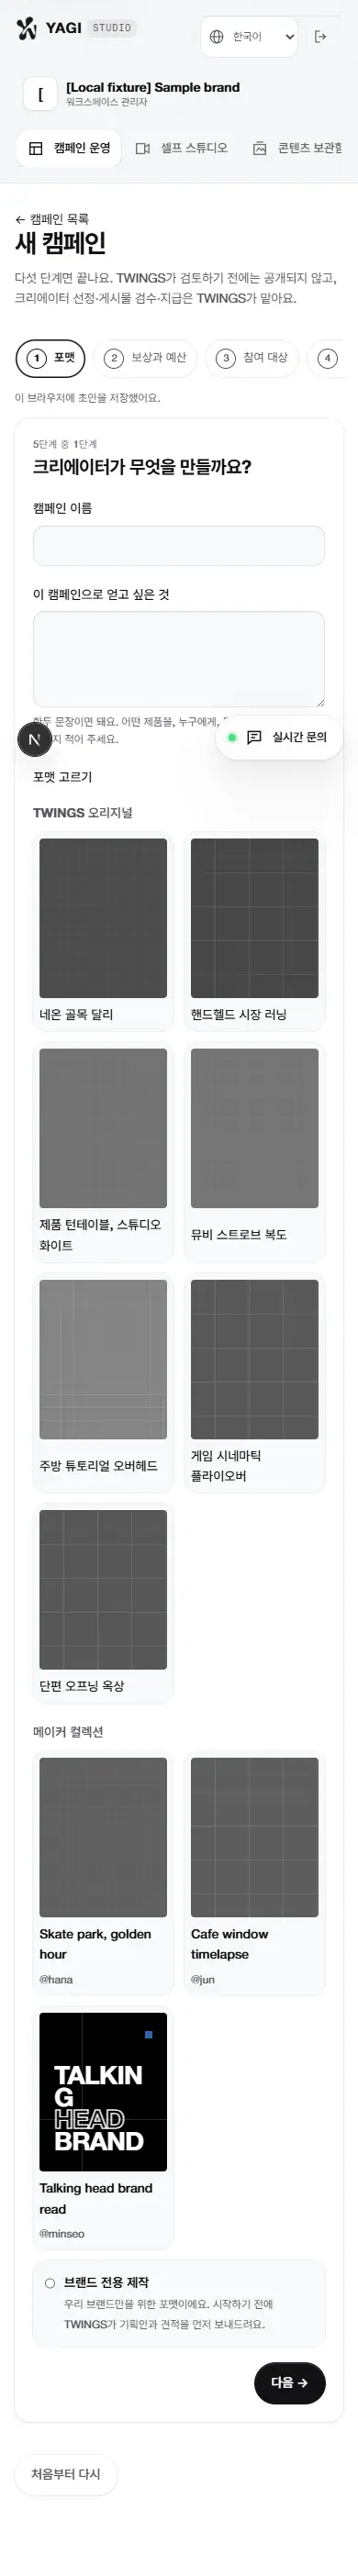 YAGI STUDIO
한국어
[
[Local fixture] Sample brand
워크스페이스 관리자
캠페인 운영
셀프 스튜디오
콘텐츠 보관함
← 캠페인 목록
새 캠페인
다섯 단계면 끝나요. TWINGS가 검토하기 전에는 공개되지 않고,
크리에이터 선정·게시물 검수·지급은 TWINGS가 맡아요.
1 포맷
2 보상과 예산
3 참여 대상
4
이 브라우저에 초안을 저장했어요.
5단계 중 1단계
크리에이터가 무엇을 만들까요?
캠페인 이름
이 캠페인으로 얻고 싶은 것
한두 문장이면 돼요. 어떤 제품을, 누구에게,
적어 주세요.
N
실시간 문의
포맷 고르기
TWINGS 오리지널
네온 골목 달리
핸드헬드 시장 러닝
제품 턴테이블, 스튜디오
화이트
뮤비 스트로브 복도
주방 튜토리얼 오버헤드
게임 시네마틱
플라이오버
단편 오프닝 옥상
메이커 컬렉션
Skate park, golden
hour
@hana
Cafe window
timelapse
@jun
TALKIN
G
HEAD
BRAND
Talking head brand
read
@minseo
브랜드 전용 제작
우리 브랜드만을 위한 포맷이에요. 시작하기 전에
TWINGS가 기획안과 견적을 먼저 보내드려요.
다음 →
처음부터 다시